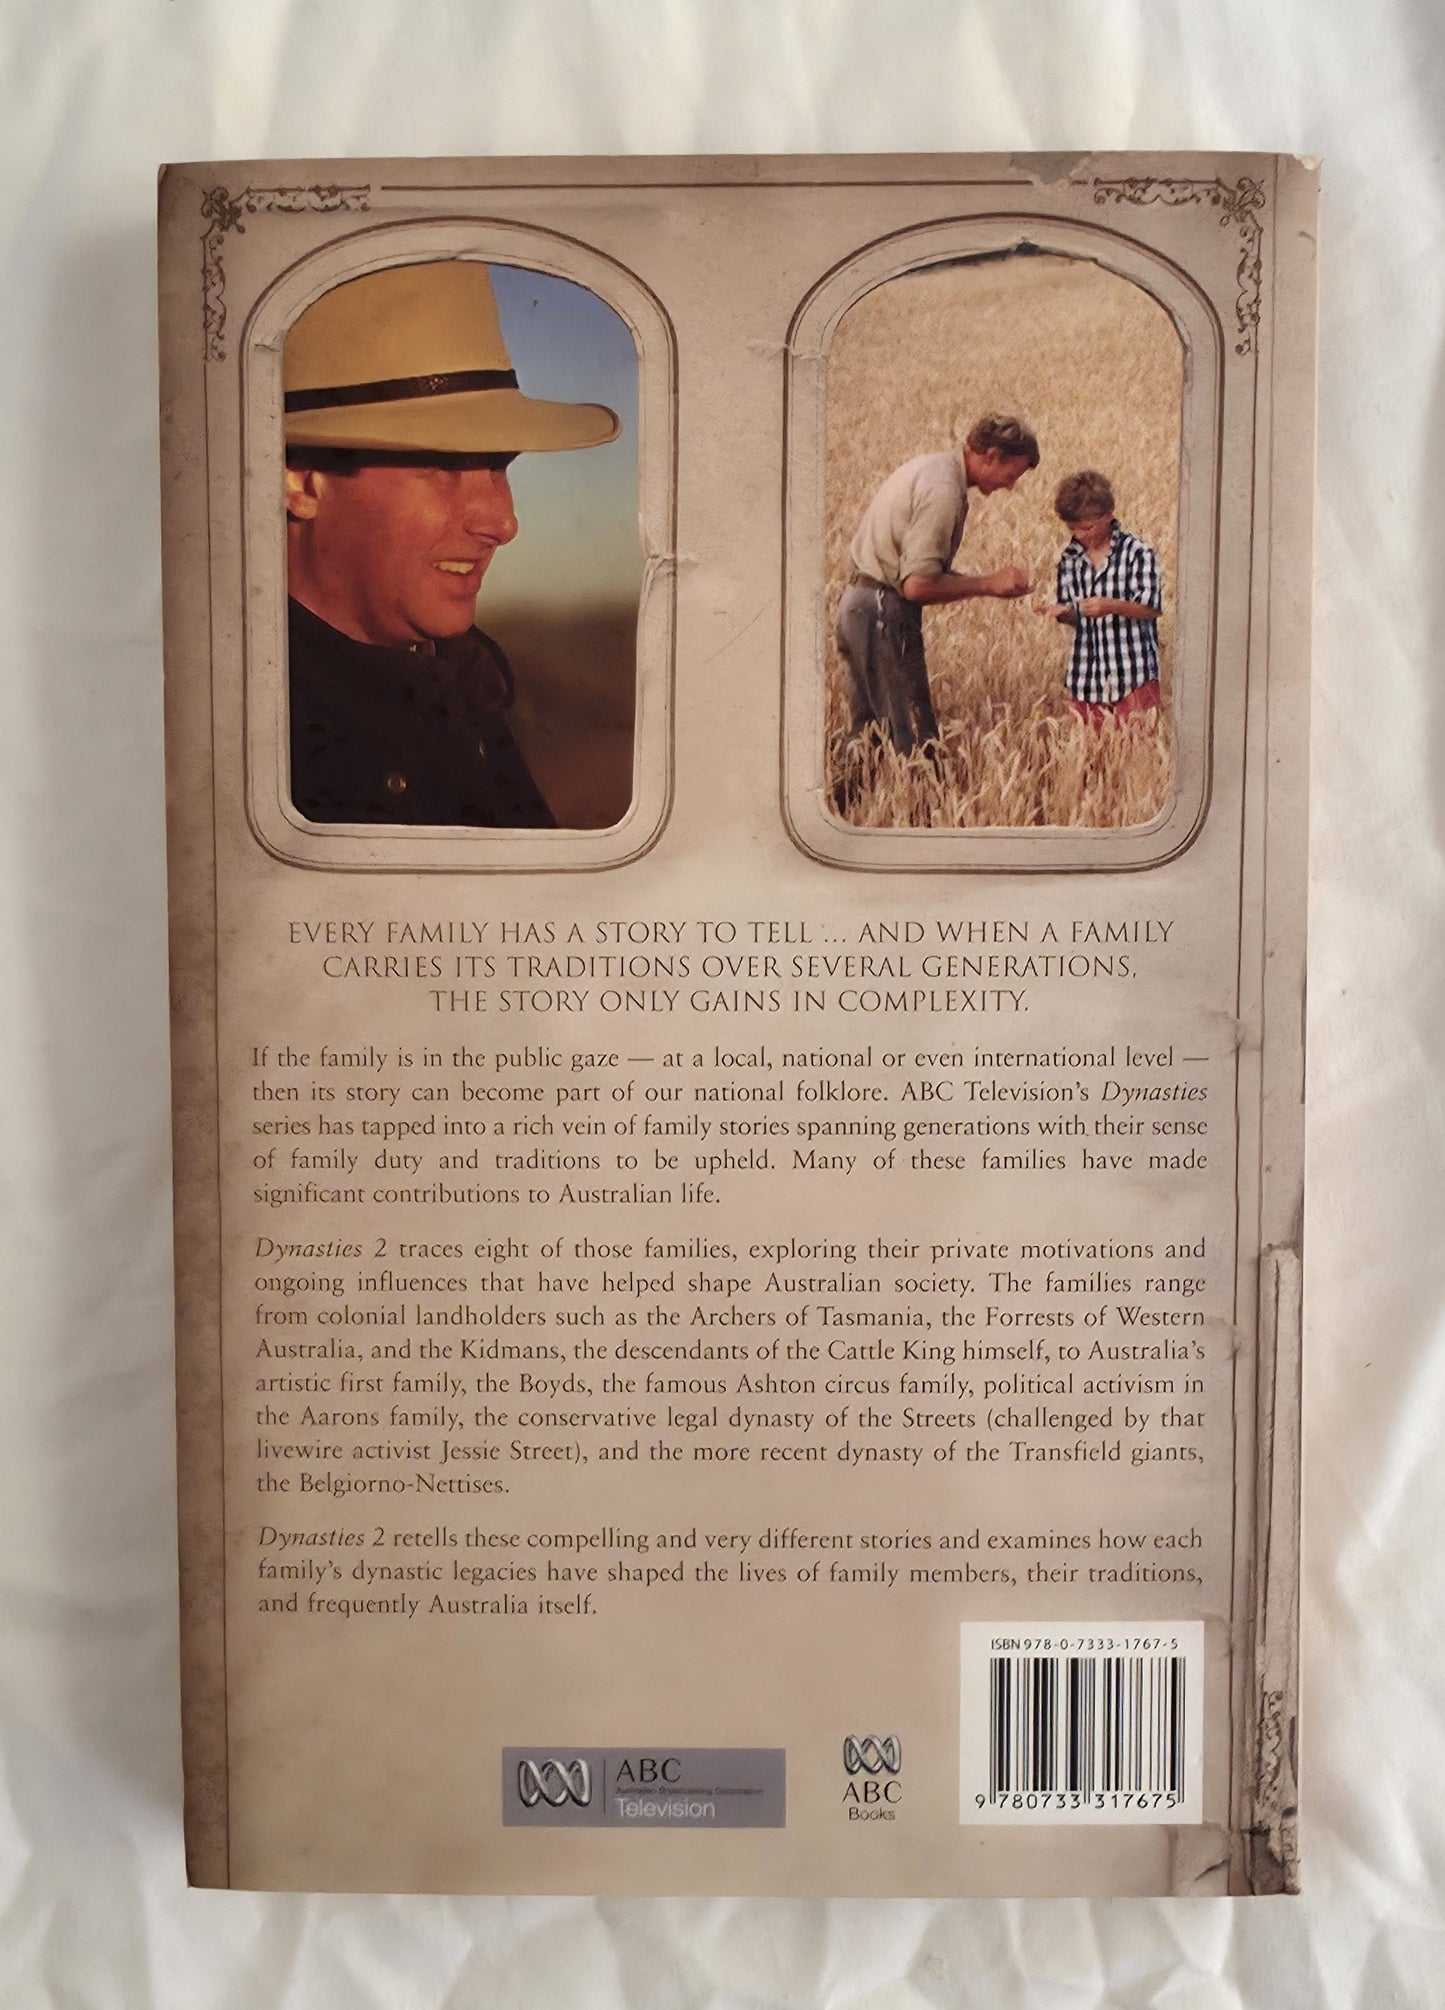 EVERY FAMILY HAS A STORY TO TELL ... AND WHEN A FAMILY
CARRIES ITS TRADITIONS OVER SEVERAL GENERATIONS,
THE STORY ONLY GAINS IN COMPLEXITY.
If the family is in the public gaze — at a local, national or even international level —
then its story can become part of our national folklore. ABC Television's Dynasties
series has tapped into a rich vein of family stories spanning generations with their sense
of family duty and traditions to be upheld. Many of these families have made
significant contributions to Australian life.
Dynasties 2 traces eight of those families, exploring their private motivations and
ongoing influences that have helped shape Australian society. The families range
from colonial landholders such as the Archers of Tasmania, the Forrests of Western
Australia, and the Kidmans, the descendants of the Cattle King himself, to Australia's
artistic first family, the Boyds, the famous Ashton circus family, political activism in
the Aarons family, the conservative legal dynasty of the Streets (challenged by that
livewire activist Jessie Street), and the more recent dynasty of the Transfield giants,
the Belgiorno-Nettises.
Dynasties 2 retells these compelling and very different stories and examines how each
family's dynastic legacies have shaped the lives of family members, their traditions,
and frequently Australia itself.
ISBN 978-0-7333-1767-5
9 780733 317675
ABC
Australian Broadcasting Corporation
Television
ABC
Books